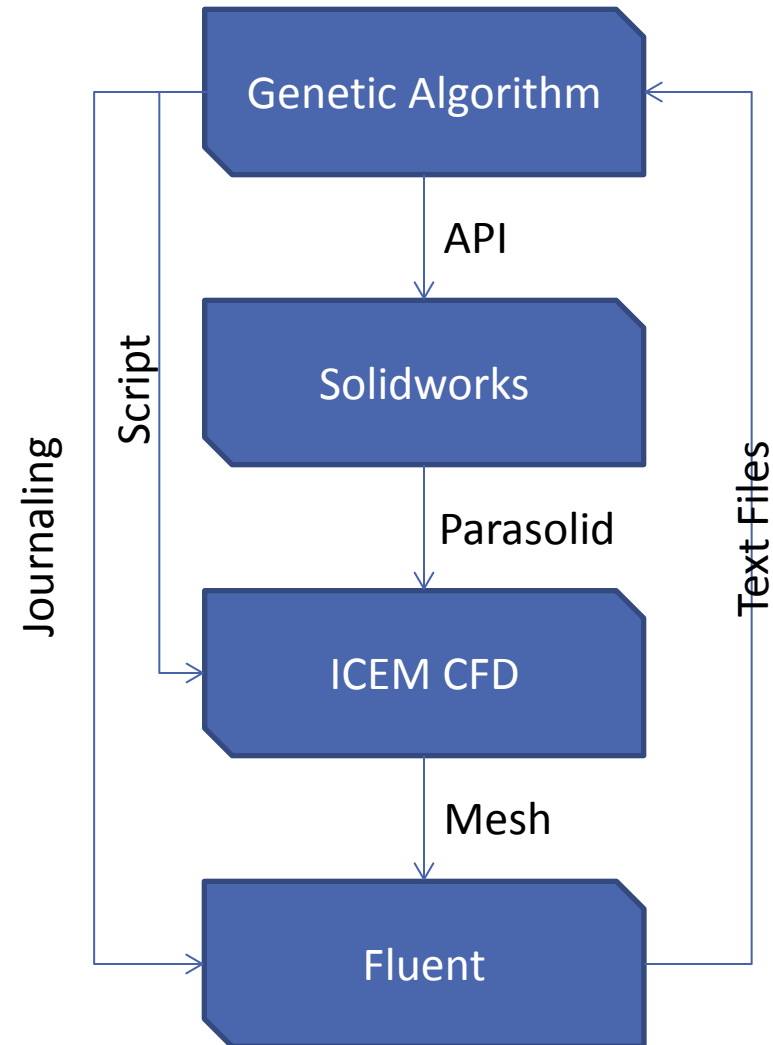 Genetic Algorithm
API
Solidworks
Script
Journaling
Parasolid
Text Files
ICEM CFD
Mesh
Fluent